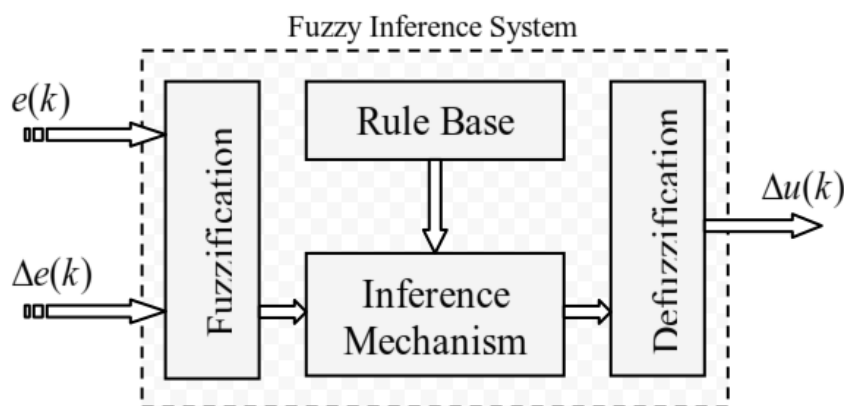 Fuzzy Inference System
e(k)
Δe(k)
Fuzzification
Rule Base
Inference
Mechanism
Defuzzification
Δu(k)